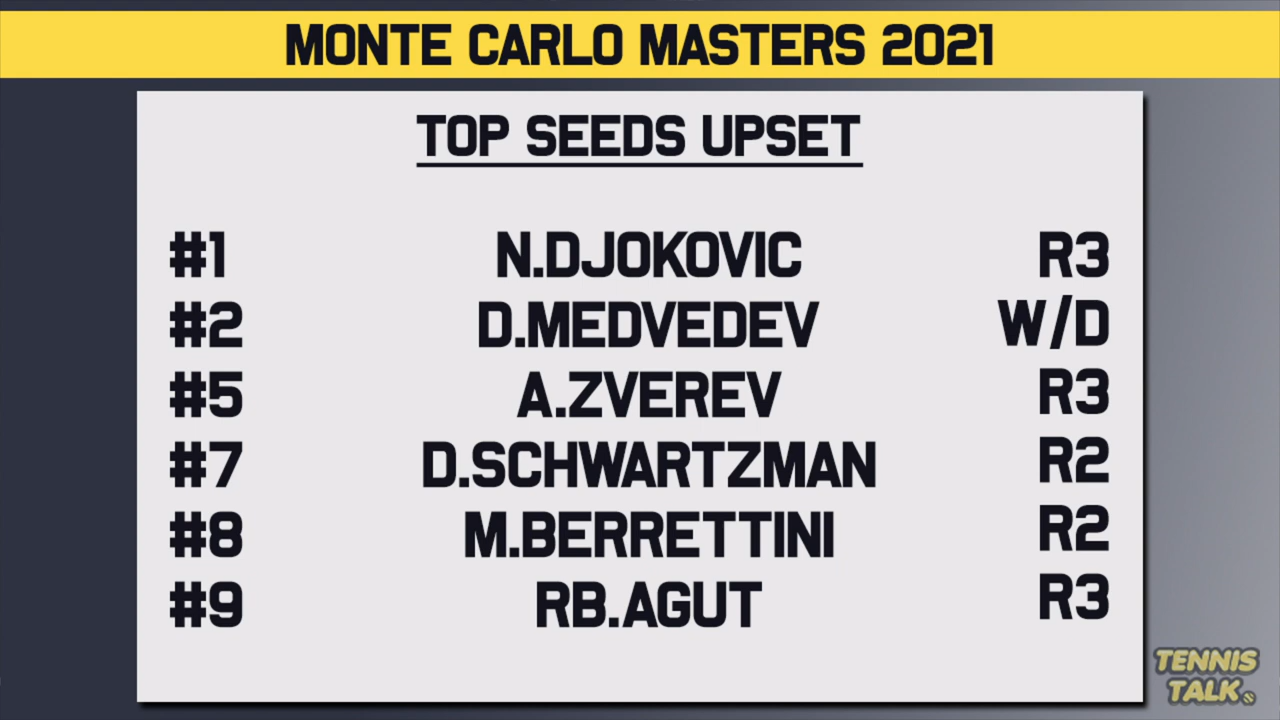 MONTE CARLO MASTERS 2021
TOP SEEDS UPSET
#1 N.DJOKOVIC R3
#2 D.MEDVEDEV W/D
#5 A.ZVEREV R3
#7 D.SCHWARTZMAN R2
#8 M.BERRETTINI R2
#9 RB.AGUT R3
TENNIS
TALK